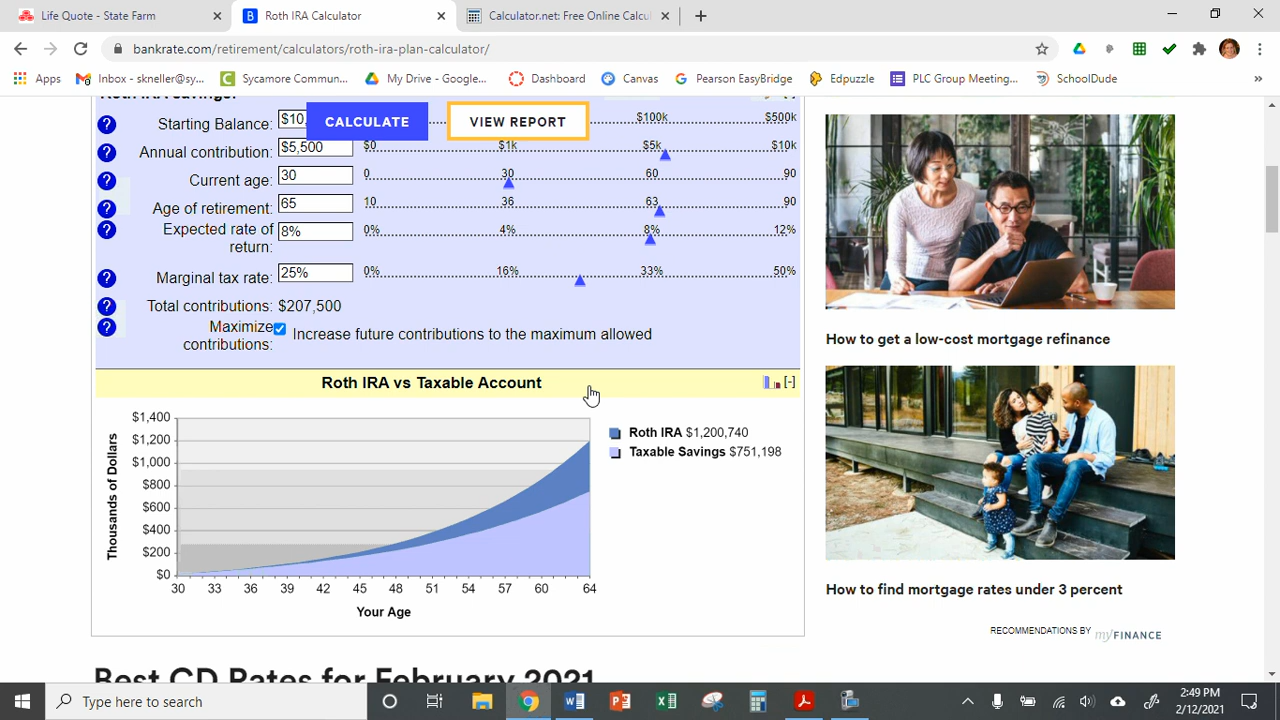 Life Quote - State Farm
Roth IRA Calculator
Calculator.net: Free Online Calcu
bankrate.com/retirement/calculators/roth-ira-plan-calculator/
Apps
Inbox - skneller@sy...
Sycamore Commun...
My Drive - Google...
Dashboard
Canvas
Pearson EasyBridge
Edpuzzle
PLC Group Meeting...
SchoolDude
»
CALCULATE
VIEW REPORT
Starting Balance: $10, $100k $500k
Annual contribution: $5,500 $0 $1k $5k $10k
Current age: 30 0 30 60 90
Age of retirement: 65 10 36 63 90
Expected rate of
return: 8% 0% 4% 8% 12%
Marginal tax rate: 25% 0% 16% 33% 50%
Total contributions: $207,500
Maximize
contributions: Increase future contributions to the maximum allowed
Roth IRA vs Taxable Account
[-]
Thousands of Dollars
$1,400
$1,200
$1,000
$800
$600
$400
$200
$0
30 33 36 39 42 45 48 51 54 57 60 64
Your Age
Roth IRA $1,200,740
Taxable Savings $751,198
Best CD Rates for February 2021
How to get a low-cost mortgage refinance
How to find mortgage rates under 3 percent
RECOMMENDATIONS BY myFINANCE
Type here to search
2:49 PM
2/12/2021